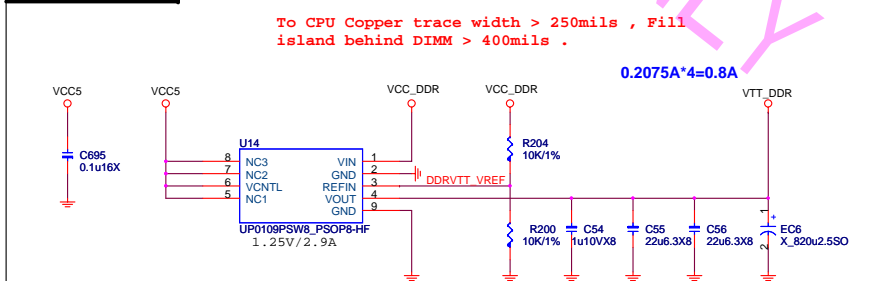 To CPU Copper trace width > 250mils , Fill
island behind DIMM > 400mils .
0.2075A*4=0.8A
VCC5
VCC5
VCC_DDR
VCC_DDR
VTT_DDR
C695
0.1u16X
U14
8 NC3 VIN 1
7 NC2 GND 2
6 VCNTL REFIN 3
5 NC1 VOUT 4
GND 9
UP0109PSW8_PSOP8-HF
1.25V/2.9A
DDRVTT_VREF
R204
10K/1%
R200
10K/1%
C54
1u10VX8
C55
22u6.3X8
C56
22u6.3X8
1
+
2
EC6
X_820u2.5SO
LY